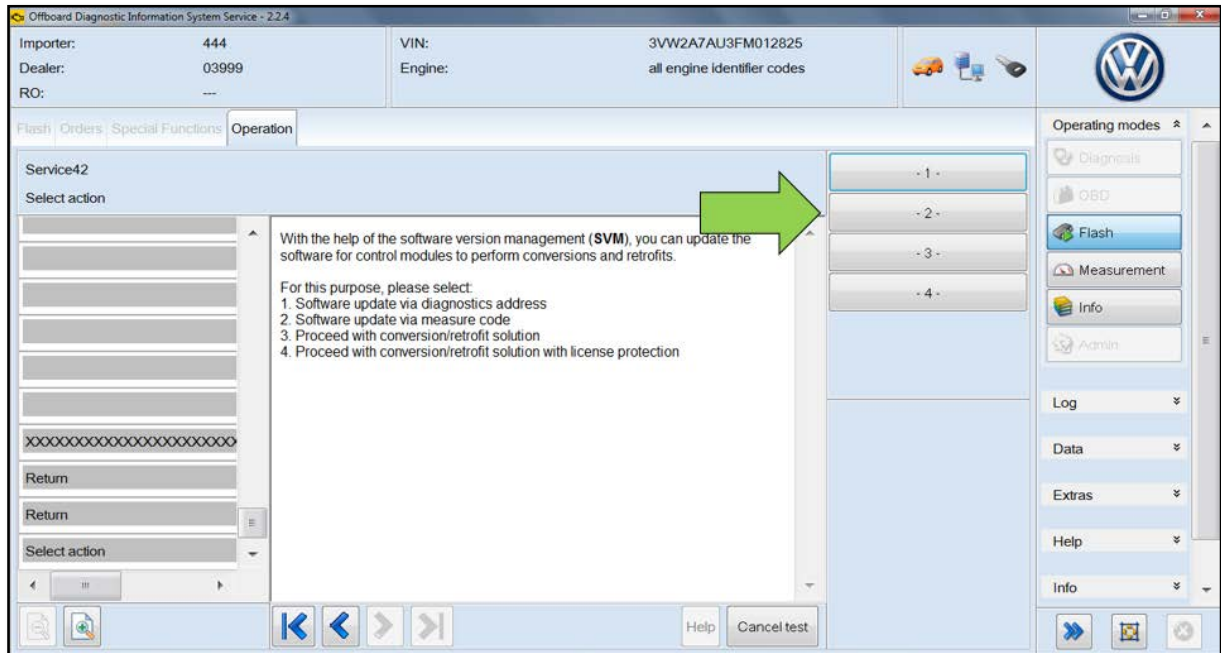 Offboard Diagnostic Information System Service - 2.2.4
Importer: 444 VIN: 3VW2A7AU3FM012825
Dealer: 03999 Engine: all engine identifier codes
RO: ---
Flash Orders Special Functions Operation
Service42
Select action
With the help of the software version management (SVM), you can update the
software for control modules to perform conversions and retrofits.
For this purpose, please select:
1. Software update via diagnostics address
2. Software update via measure code
3. Proceed with conversion/retrofit solution
4. Proceed with conversion/retrofit solution with license protection
XXXXXXXXXXXXXXXXXXXXXXXX
Return
Return
Select action
- 1 -
- 2 -
- 3 -
- 4 -
Help
Cancel test
Operating modes
Diagnosis
OBD
Flash
Measurement
Info
Admin
Log
Data
Extras
Help
Info